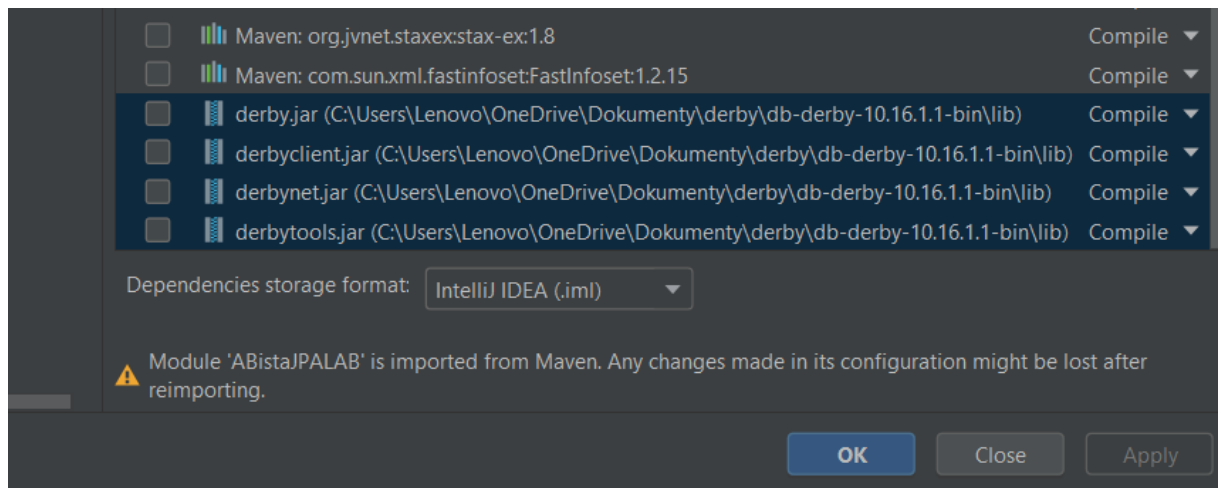 Maven: org.jvnet.staxex:stax-ex:1.8 Compile
Maven: com.sun.xml.fastinfoset:FastInfoset:1.2.15 Compile
derby.jar (C:\Users\Lenovo\OneDrive\Dokumenty\derby\db-derby-10.16.1.1-bin\lib) Compile
derbyclient.jar (C:\Users\Lenovo\OneDrive\Dokumenty\derby\db-derby-10.16.1.1-bin\lib) Compile
derbynet.jar (C:\Users\Lenovo\OneDrive\Dokumenty\derby\db-derby-10.16.1.1-bin\lib) Compile
derbytools.jar (C:\Users\Lenovo\OneDrive\Dokumenty\derby\db-derby-10.16.1.1-bin\lib) Compile
Dependencies storage format: IntelliJ IDEA (.iml)
Module 'ABistaJPALAB' is imported from Maven. Any changes made in its configuration might be lost after
reimporting.
OK Close Apply